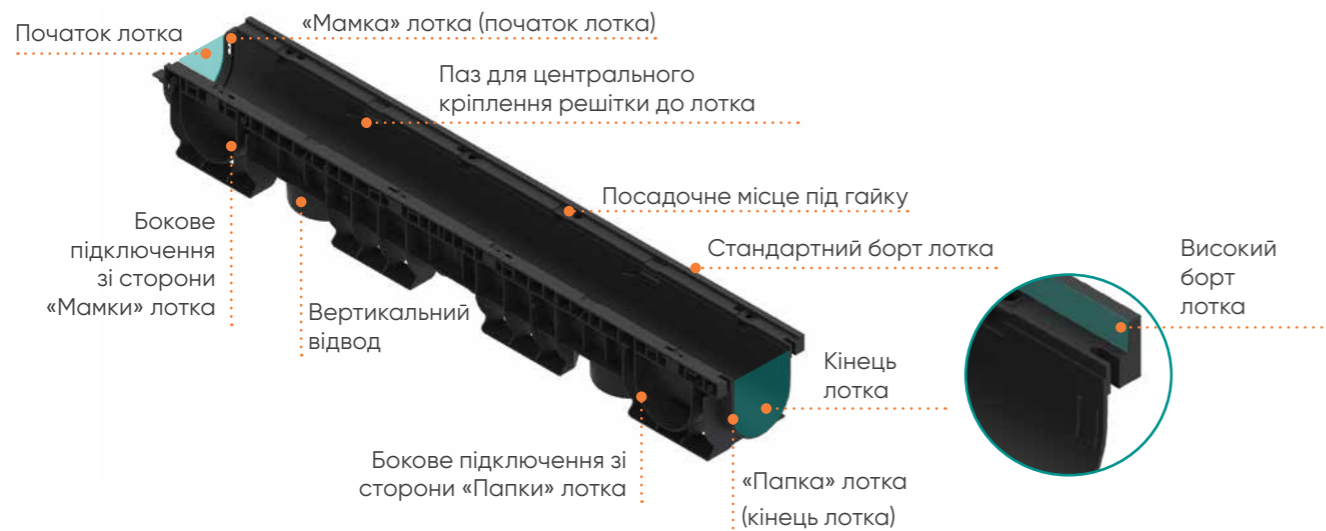 Початок лотка
«Мамка» лотка (початок лотка)
Паз для центрального
кріплення решітки до лотка
Посадочне місце під гайку
Стандартний борт лотка
Високий
борт
лотка
Бокове
підключення
зі сторони
«Мамки» лотка
Вертикальний
відвод
Кінець
лотка
Бокове підключення зі
сторони «Папки» лотка
«Папка» лотка
(кінець лотка)